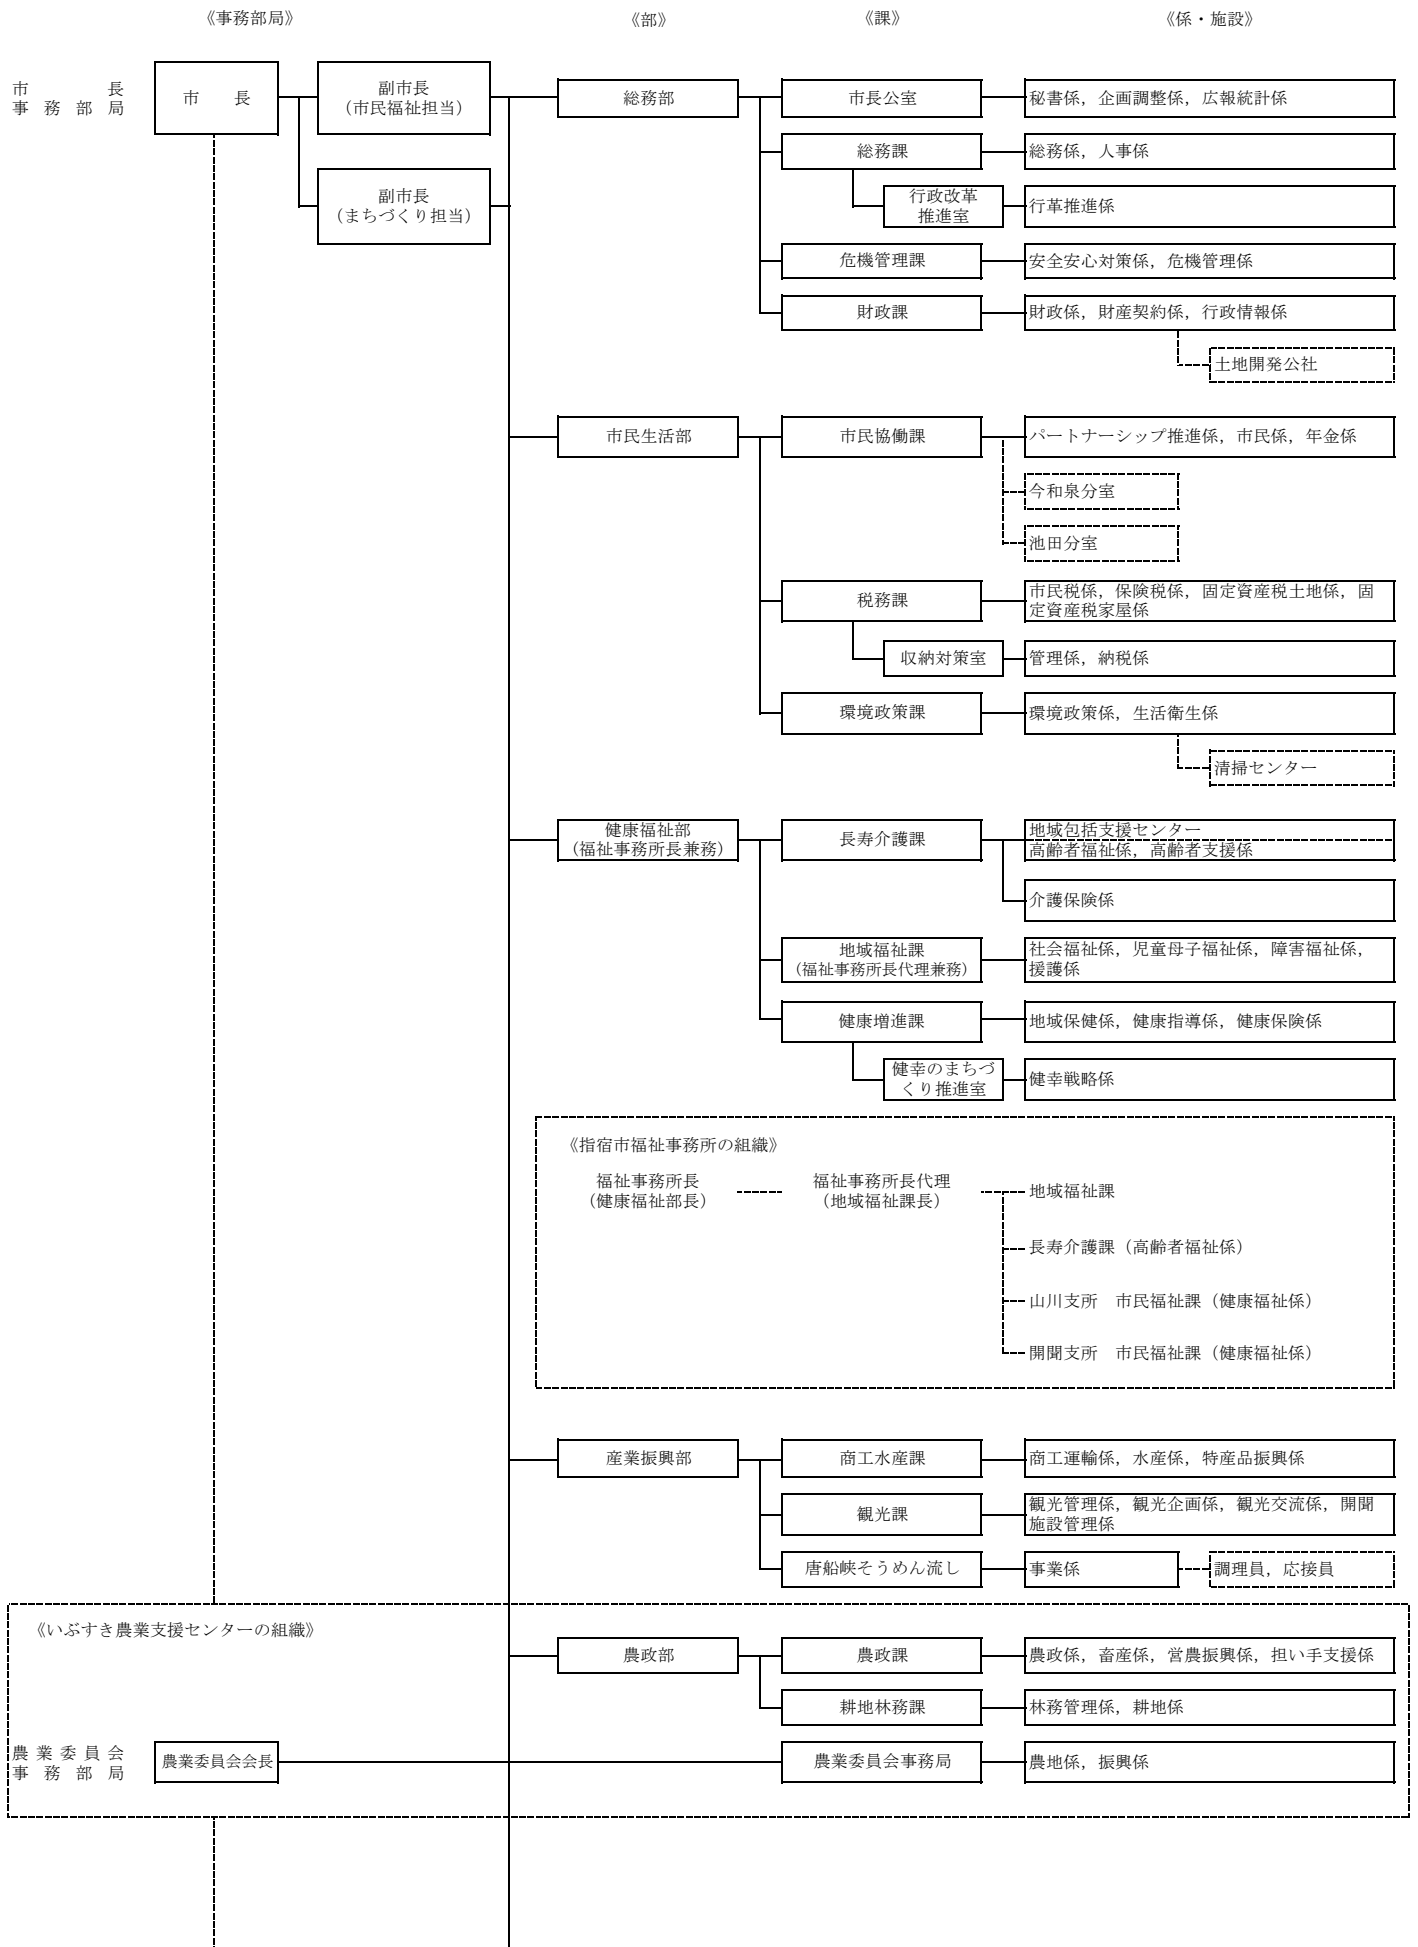 《事務部局》
《部》
《課》
《係・施設》
市長
事務部局
市　長
副市長
（市民福祉担当）
総務部
市長公室
秘書係，企画調整係，広報統計係
総務課
総務係，人事係
副市長
（まちづくり担当）
行政改革
推進室
行革推進係
危機管理課
安全安心対策係，危機管理係
財政課
財政係，財産契約係，行政情報係
土地開発公社
市民生活部
市民協働課
パートナーシップ推進係，市民係，年金係
今和泉分室
池田分室
税務課
市民税係，保険税係，固定資産税土地係，固
定資産税家屋係
収納対策室
管理係，納税係
環境政策課
環境政策係，生活衛生係
清掃センター
健康福祉部
（福祉事務所長兼務）
長寿介護課
地域包括支援センター
高齢者福祉係，高齢者支援係
介護保険係
地域福祉課
（福祉事務所長代理兼務）
社会福祉係，児童母子福祉係，障害福祉係，
援護係
健康増進課
地域保健係，健康指導係，健康保険係
健幸のまちづ
くり推進室
健幸戦略係
《指宿市福祉事務所の組織》
福祉事務所長
（健康福祉部長）
福祉事務所長代理
（地域福祉課長）
地域福祉課
長寿介護課（高齢者福祉係）
山川支所　市民福祉課（健康福祉係）
開聞支所　市民福祉課（健康福祉係）
産業振興部
商工水産課
商工運輸係，水産係，特産品振興係
観光課
観光管理係，観光企画係，観光交流係，開聞
施設管理係
唐船峡そうめん流し
事業係
調理員，応接員
《いぶすき農業支援センターの組織》
農政部
農政課
農政係，畜産係，営農振興係，担い手支援係
耕地林務課
林務管理係，耕地係
農業委員会
事務部局
農業委員会会長
農業委員会事務局
農地係，振興係